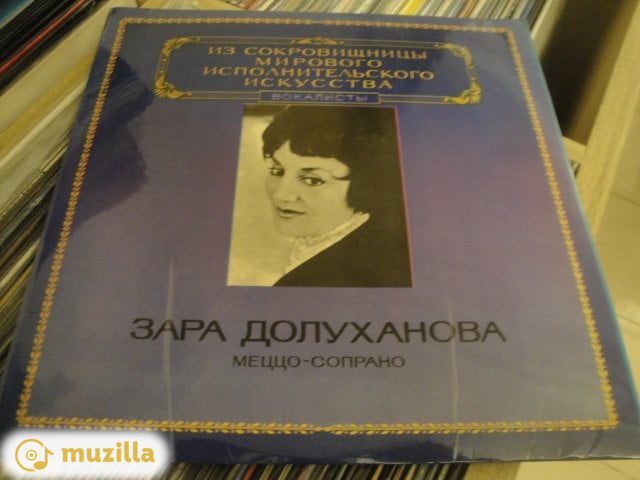 ИЗ СОКРОВИЩНИЦЫ
МИРОВОГО
ИСПОЛНИТЕЛЬСКОГО
ИСКУССТВА
ВОКАЛИСТЫ
ЗАРА ДОЛУХАНОВА
МЕЦЦО-СОПРАНО
muzilla